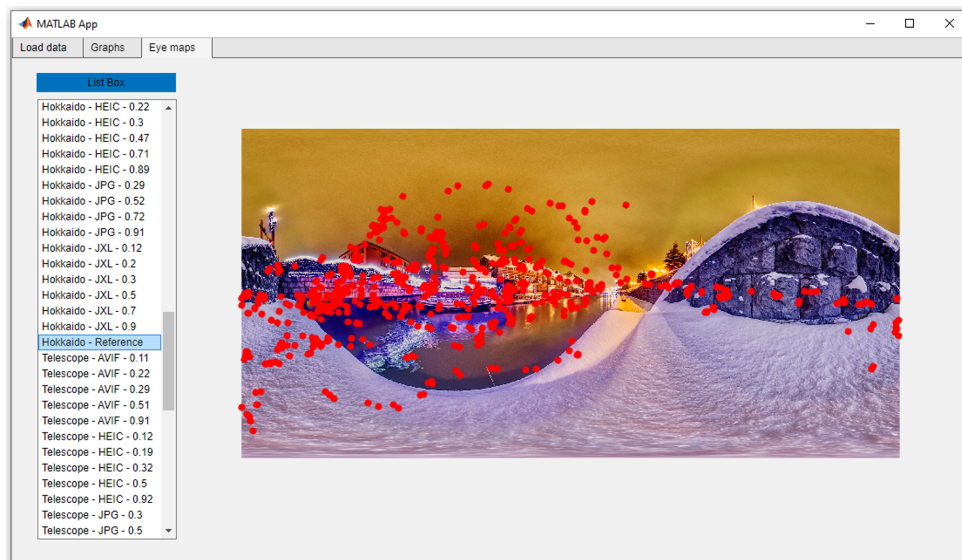 MATLAB App
Load data Graphs Eye maps
List Box
Hokkaido - HEIC - 0.22
Hokkaido - HEIC - 0.3
Hokkaido - HEIC - 0.47
Hokkaido - HEIC - 0.71
Hokkaido - HEIC - 0.89
Hokkaido - JPG - 0.29
Hokkaido - JPG - 0.52
Hokkaido - JPG - 0.72
Hokkaido - JPG - 0.91
Hokkaido - JXL - 0.12
Hokkaido - JXL - 0.2
Hokkaido - JXL - 0.3
Hokkaido - JXL - 0.5
Hokkaido - JXL - 0.7
Hokkaido - JXL - 0.9
Hokkaido - Reference
Telescope - AVIF - 0.11
Telescope - AVIF - 0.22
Telescope - AVIF - 0.29
Telescope - AVIF - 0.51
Telescope - AVIF - 0.91
Telescope - HEIC - 0.12
Telescope - HEIC - 0.19
Telescope - HEIC - 0.32
Telescope - HEIC - 0.5
Telescope - HEIC - 0.92
Telescope - JPG - 0.3
Telescope - JPG - 0.5